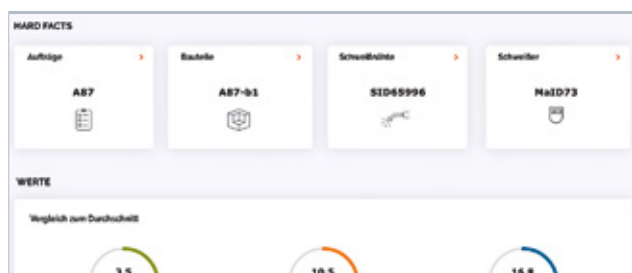 HARD FACTS
Aufträge > Bauteile > Schweißnähte > Schweißer >
A87 A87-b1 SID65996 MaID73
WERTE
Vergleich zum Durchschnitt
3.5 10.5 16.8